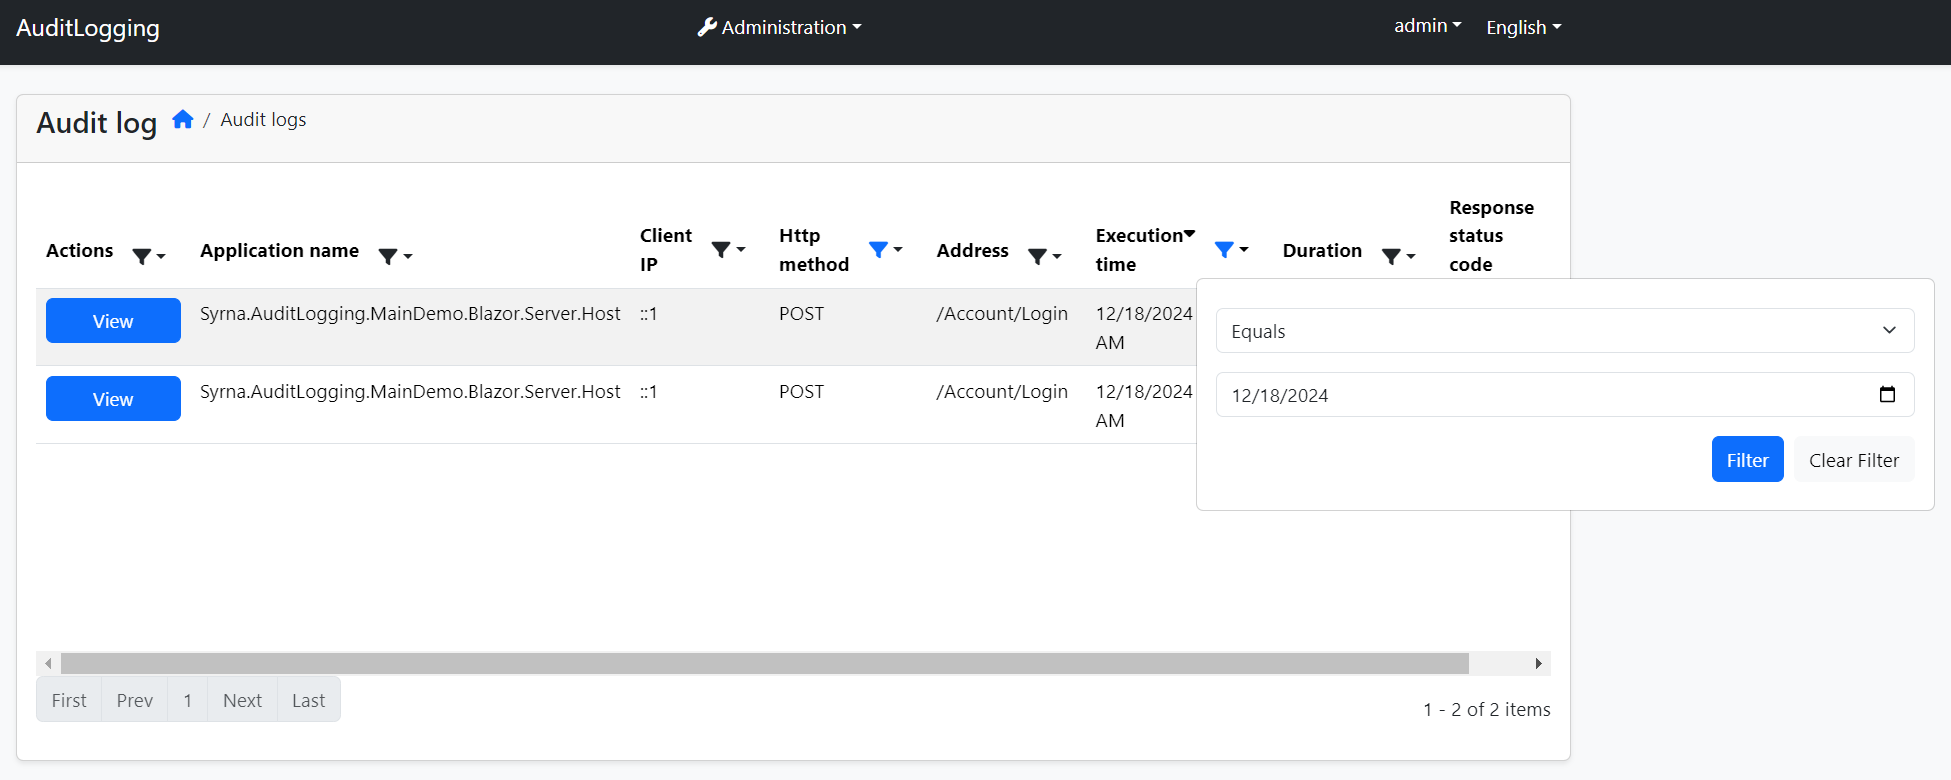 AuditLogging
Administration
admin
English
Audit log
/ Audit logs
Actions
Application name
Client
IP
Http
method
Address
Execution
time
Duration
Response
status
code
View
Syrna.AuditLogging.MainDemo.Blazor.Server.Host
::1
POST
/Account/Login
12/18/2024
AM
View
Syrna.AuditLogging.MainDemo.Blazor.Server.Host
::1
POST
/Account/Login
12/18/2024
AM
Equals
12/18/2024
Filter
Clear Filter
First
Prev
1
Next
Last
1 - 2 of 2 items